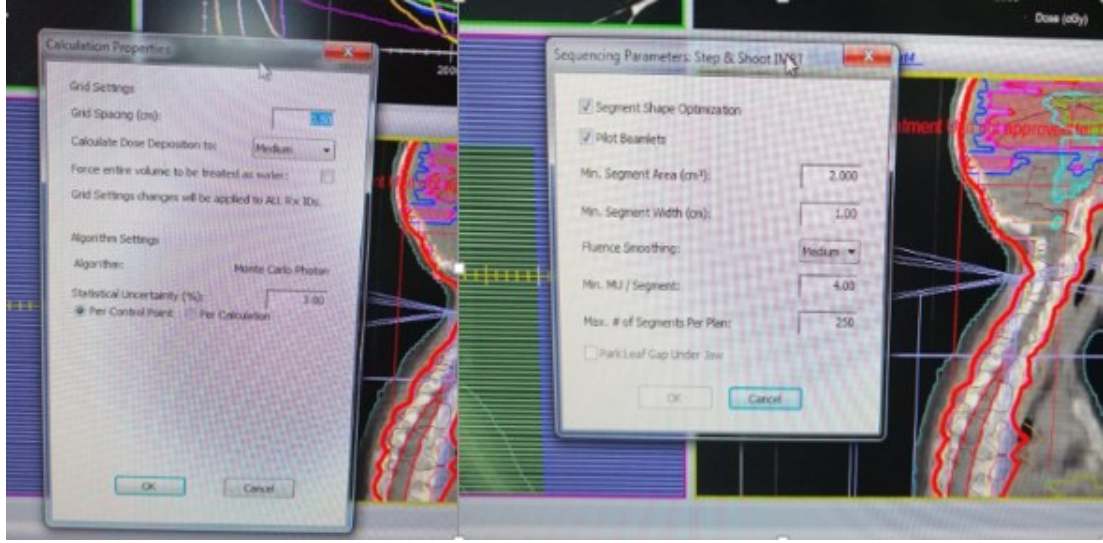 Calculation Properties
Grid Settings
Grid Spacing (cm):
Calculate Dose Deposition to: Medium
Force entire volume to be treated as water:
Grid Settings changes will be applied to ALL Rx IDs.
Algorithm Settings
Algorithm: Monte Carlo Photon
Statistical Uncertainty (%): 3.00
Per Control Point Per Calculation
OK Cancel
Dose (cGy)
Sequencing Parameters: Step & Shoot IMRT
Segment Shape Optimization
Pilot Beamlets
Min. Segment Area (cm²): 2.000
Min. Segment Width (cm): 1.00
Fluence Smoothing: Medium
Min. MU / Segment: 4.00
Max. # of Segments Per Plan: 250
Park Leaf Gap Under Jaw
OK Cancel